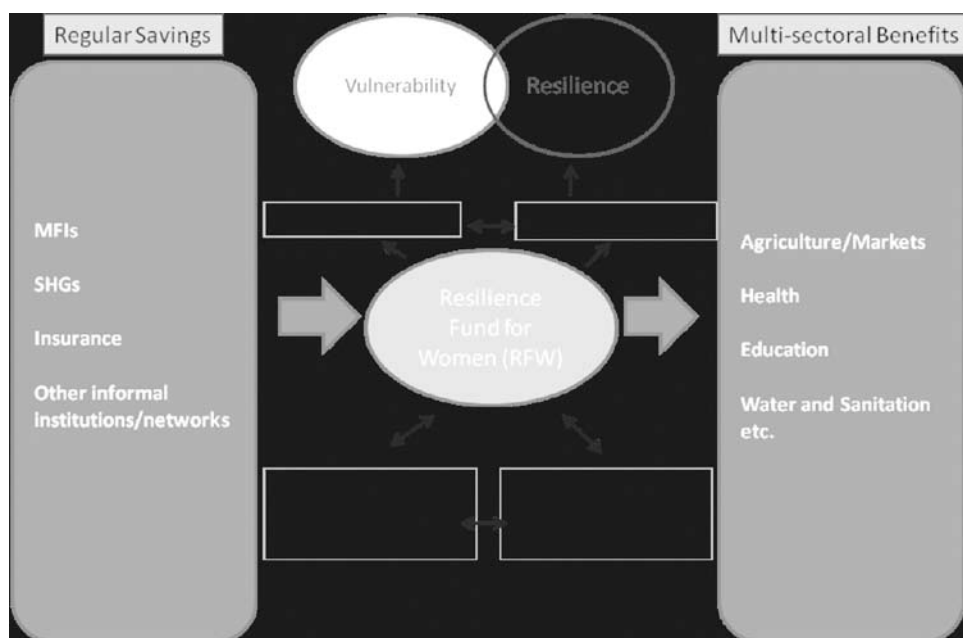 Regular Savings
Multi-sectoral Benefits
Vulnerability
Resilience
MFIs
SHGs
Insurance
Other informal
institutions/networks
Resilience
Fund for
Women (RFW)
Agriculture/Markets
Health
Education
Water and Sanitation
etc.